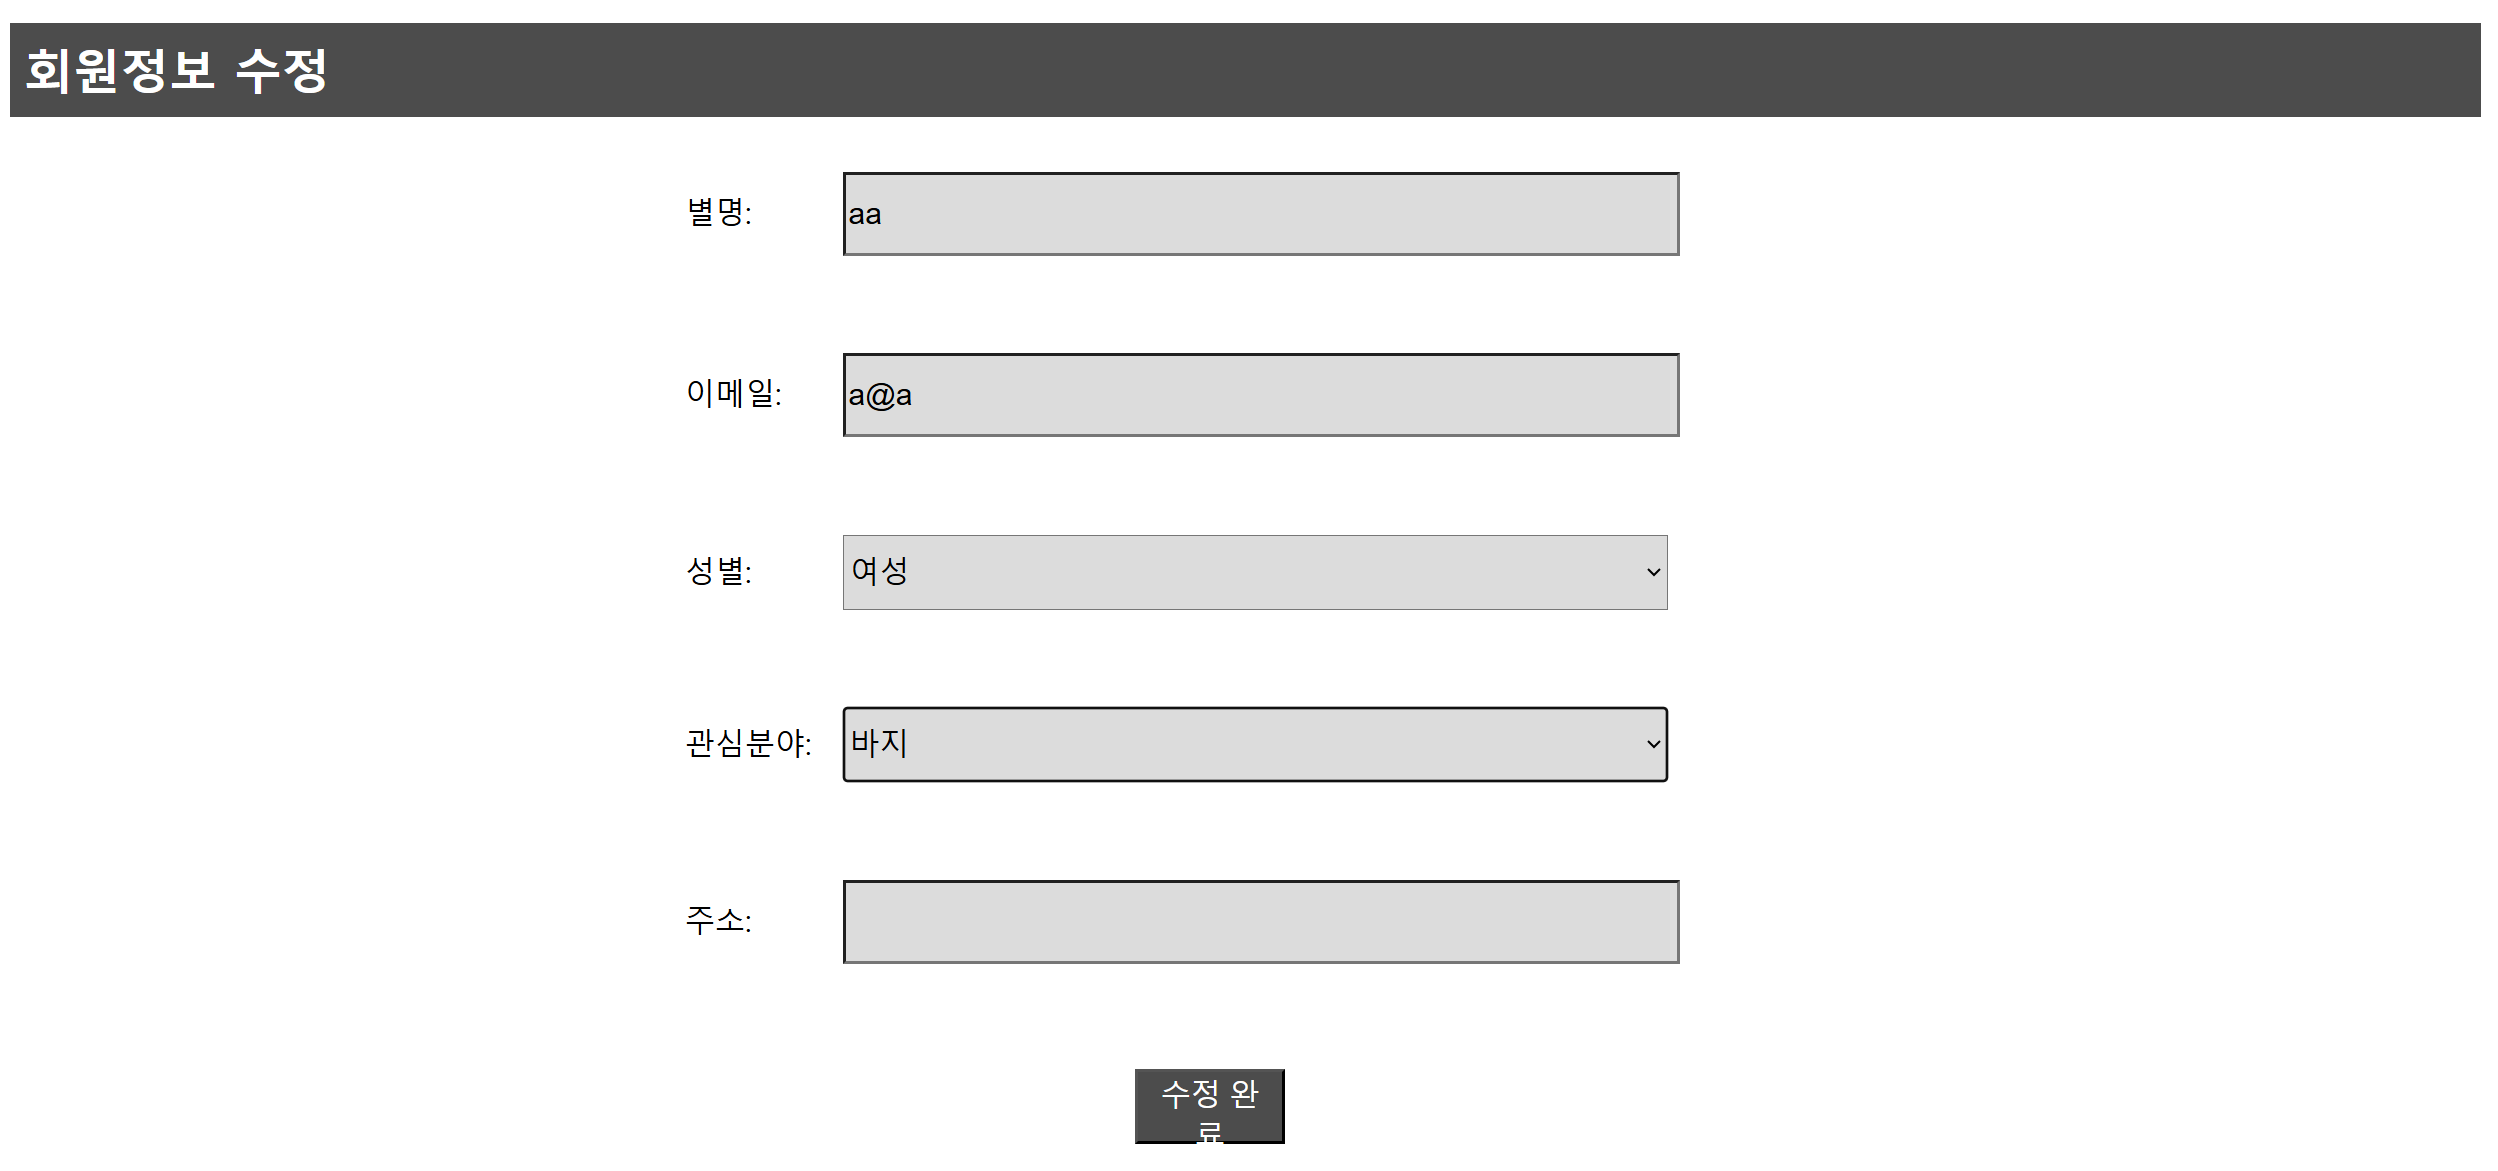 회원정보 수정
별명: aa
이메일: a@a
성별: 여성
관심분야: 바지
주소:
수정 완
료